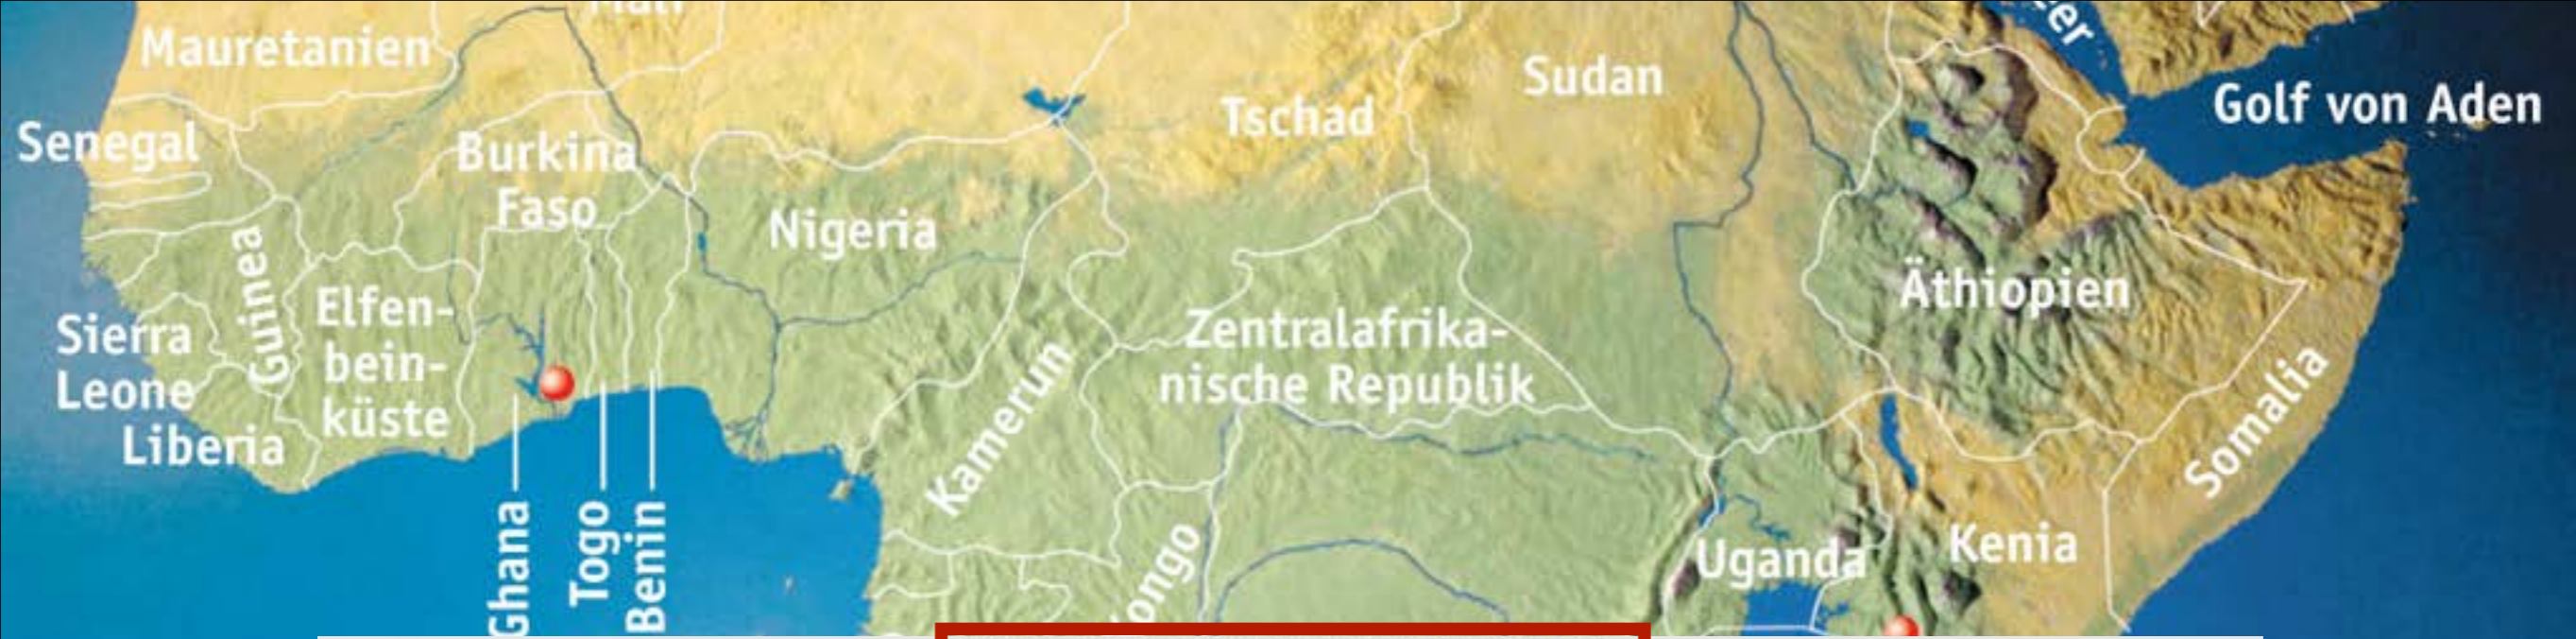 Mali
Mauretanien
Senegal
Burkina
Faso
Nigeria
Tschad
Sudan
Golf von Aden
Guinea
Sierra
Leone
Liberia
Elfen-
bein-
küste
Ghana
Togo
Benin
Kamerun
Zentralafrika-
nische Republik
Äthiopien
Somalia
Uganda
Kenia